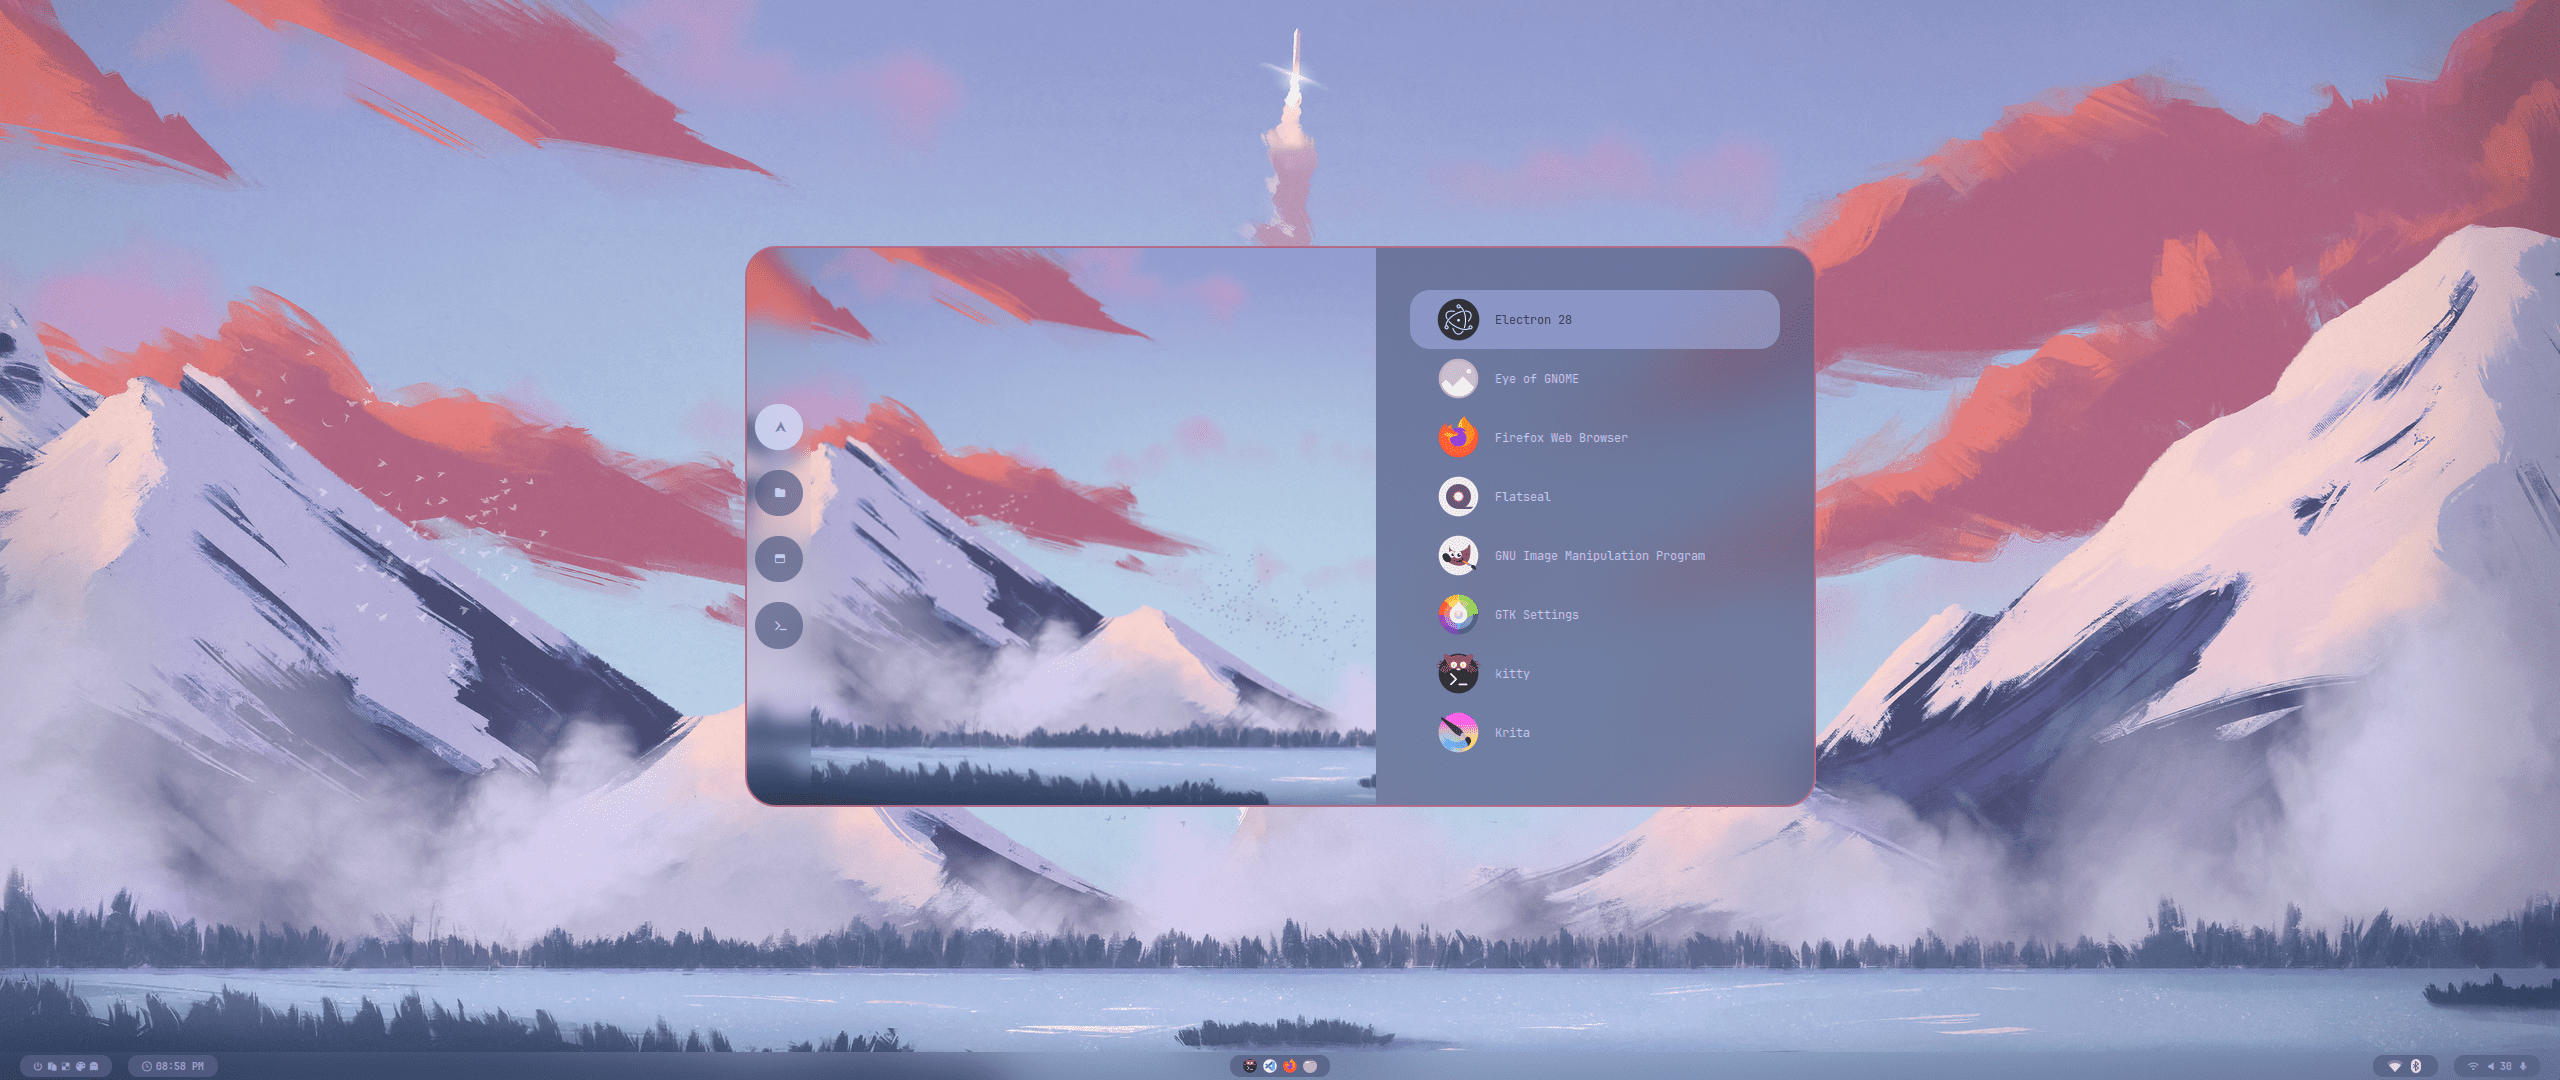 Electron 28
Eye of GNOME
Firefox Web Browser
Flatseal
GNU Image Manipulation Program
GTK Settings
kitty
Krita
08:58 PM
30